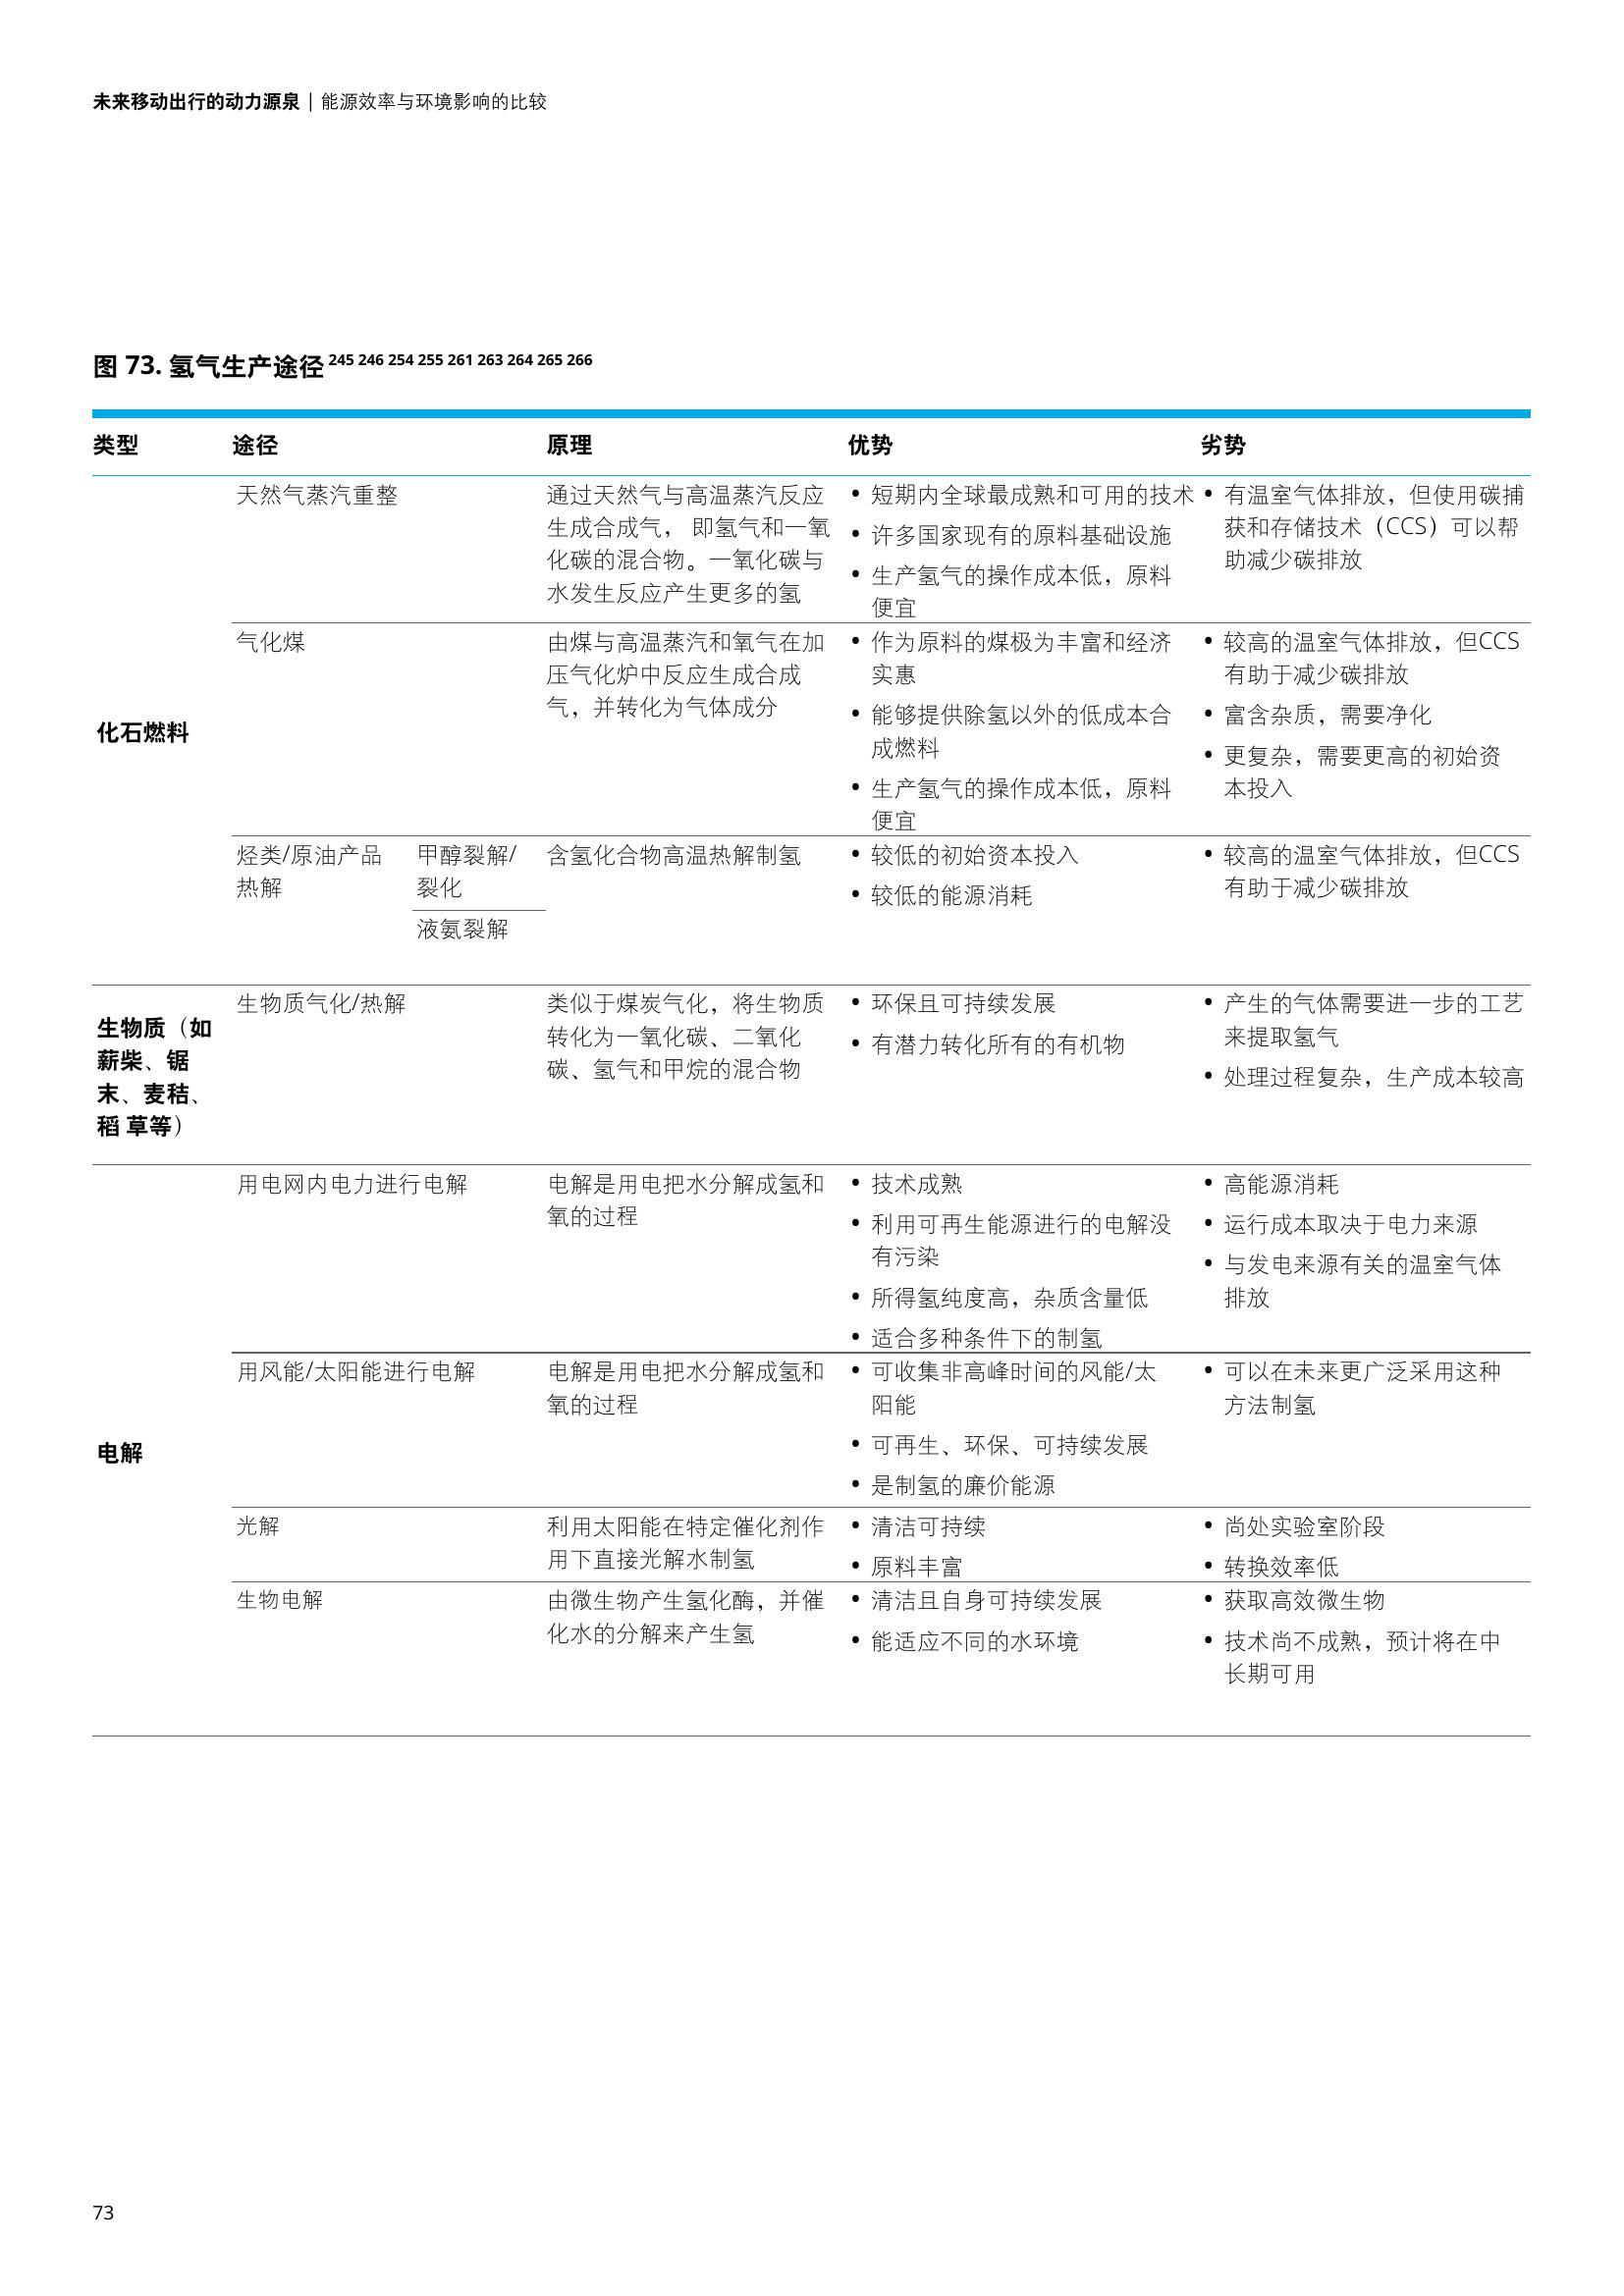 未来移动出行的动力源泉 | 能源效率与环境影响的比较
图 73. 氢气生产途径 245 246 254 255 261 263 264 265 266
类型 途径 原理 优势 劣势
化石燃料
天然气蒸汽重整
通过天然气与高温蒸汽反应
生成合成气， 即氢气和一氧
化碳的混合物。一氧化碳与
水发生反应产生更多的氢
• 短期内全球最成熟和可用的技术
• 许多国家现有的原料基础设施
• 生产氢气的操作成本低，原料
便宜
• 有温室气体排放，但使用碳捕
获和存储技术（CCS）可以帮
助减少碳排放
气化煤
由煤与高温蒸汽和氧气在加
压气化炉中反应生成合成
气，并转化为气体成分
• 作为原料的煤极为丰富和经济
实惠
• 能够提供除氢以外的低成本合
成燃料
• 生产氢气的操作成本低，原料
便宜
• 较高的温室气体排放，但CCS
有助于减少碳排放
• 富含杂质，需要净化
• 更复杂，需要更高的初始资
本投入
烃类/原油产品
热解
甲醇裂解/
裂化
液氨裂解
含氢化合物高温热解制氢
• 较低的初始资本投入
• 较低的能源消耗
• 较高的温室气体排放，但CCS
有助于减少碳排放
生物质（如
薪柴、锯
末、麦秸、
稻 草等）
生物质气化/热解
类似于煤炭气化，将生物质
转化为一氧化碳、二氧化
碳、氢气和甲烷的混合物
• 环保且可持续发展
• 有潜力转化所有的有机物
• 产生的气体需要进一步的工艺
来提取氢气
• 处理过程复杂，生产成本较高
电解
用电网内电力进行电解
电解是用电把水分解成氢和
氧的过程
• 技术成熟
• 利用可再生能源进行的电解没
有污染
• 所得氢纯度高，杂质含量低
• 适合多种条件下的制氢
• 高能源消耗
• 运行成本取决于电力来源
• 与发电来源有关的温室气体
排放
用风能/太阳能进行电解
电解是用电把水分解成氢和
氧的过程
• 可收集非高峰时间的风能/太
阳能
• 可再生、环保、可持续发展
• 是制氢的廉价能源
• 可以在未来更广泛采用这种
方法制氢
光解
利用太阳能在特定催化剂作
用下直接光解水制氢
• 清洁可持续
• 原料丰富
• 尚处实验室阶段
• 转换效率低
生物电解
由微生物产生氢化酶，并催
化水的分解来产生氢
• 清洁且自身可持续发展
• 能适应不同的水环境
• 获取高效微生物
• 技术尚不成熟，预计将在中
长期可用
73